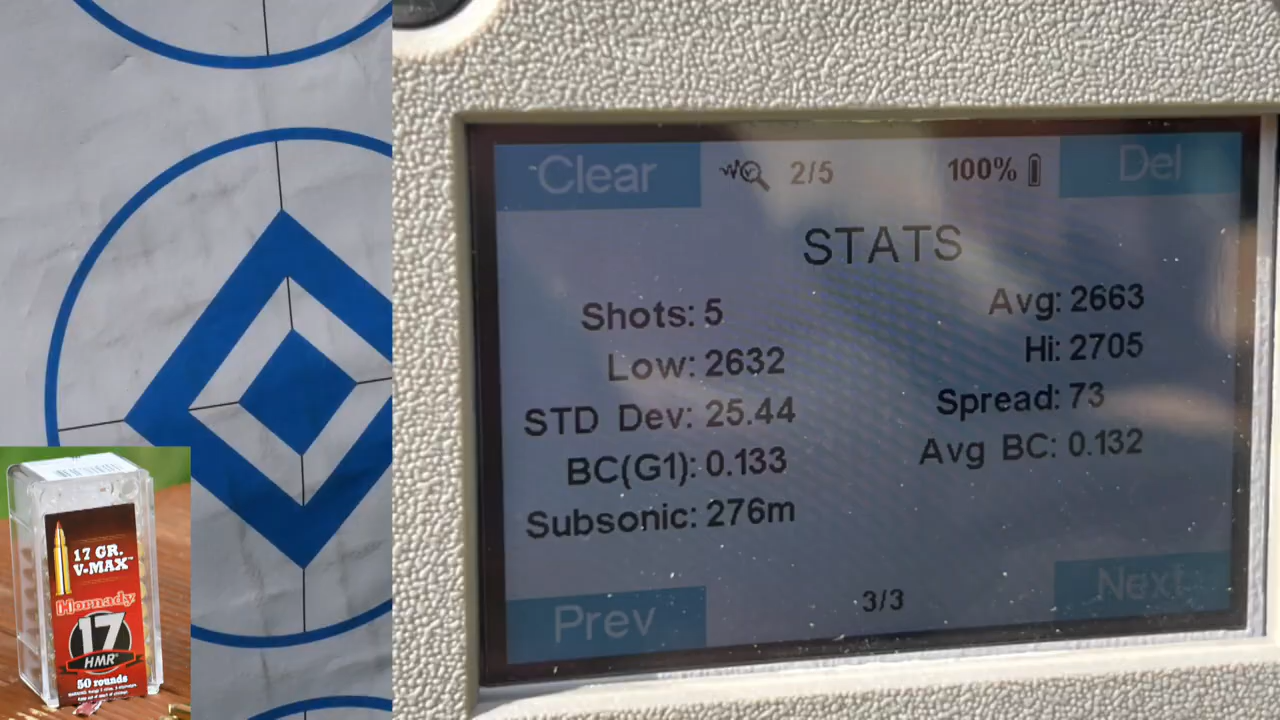 Clear 2/5 100% Del
STATS
Shots: 5 Avg: 2663
Low: 2632 Hi: 2705
STD Dev: 25.44 Spread: 73
BC(G1): 0.133 Avg BC: 0.132
Subsonic: 276m
Prev 3/3 Next
17 GR.
V-MAX™
Hornady
17
HMR®
50 rounds